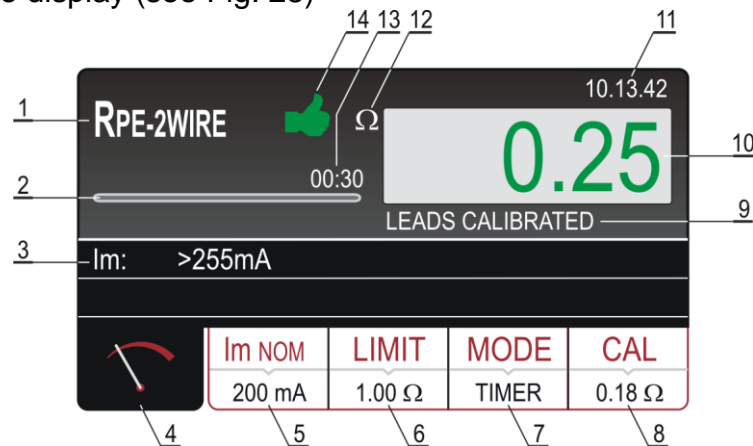 e display (see Fig. 28)
14 13 12 11
10.13.42
1 RPE-2WIRE Ω
0.25 10
00:30
2
LEADS CALIBRATED 9
3 Im: >255mA
Im NOM LIMIT MODE CAL
200 mA 1.00 Ω TIMER 0.18 Ω
4 5 6 7 8